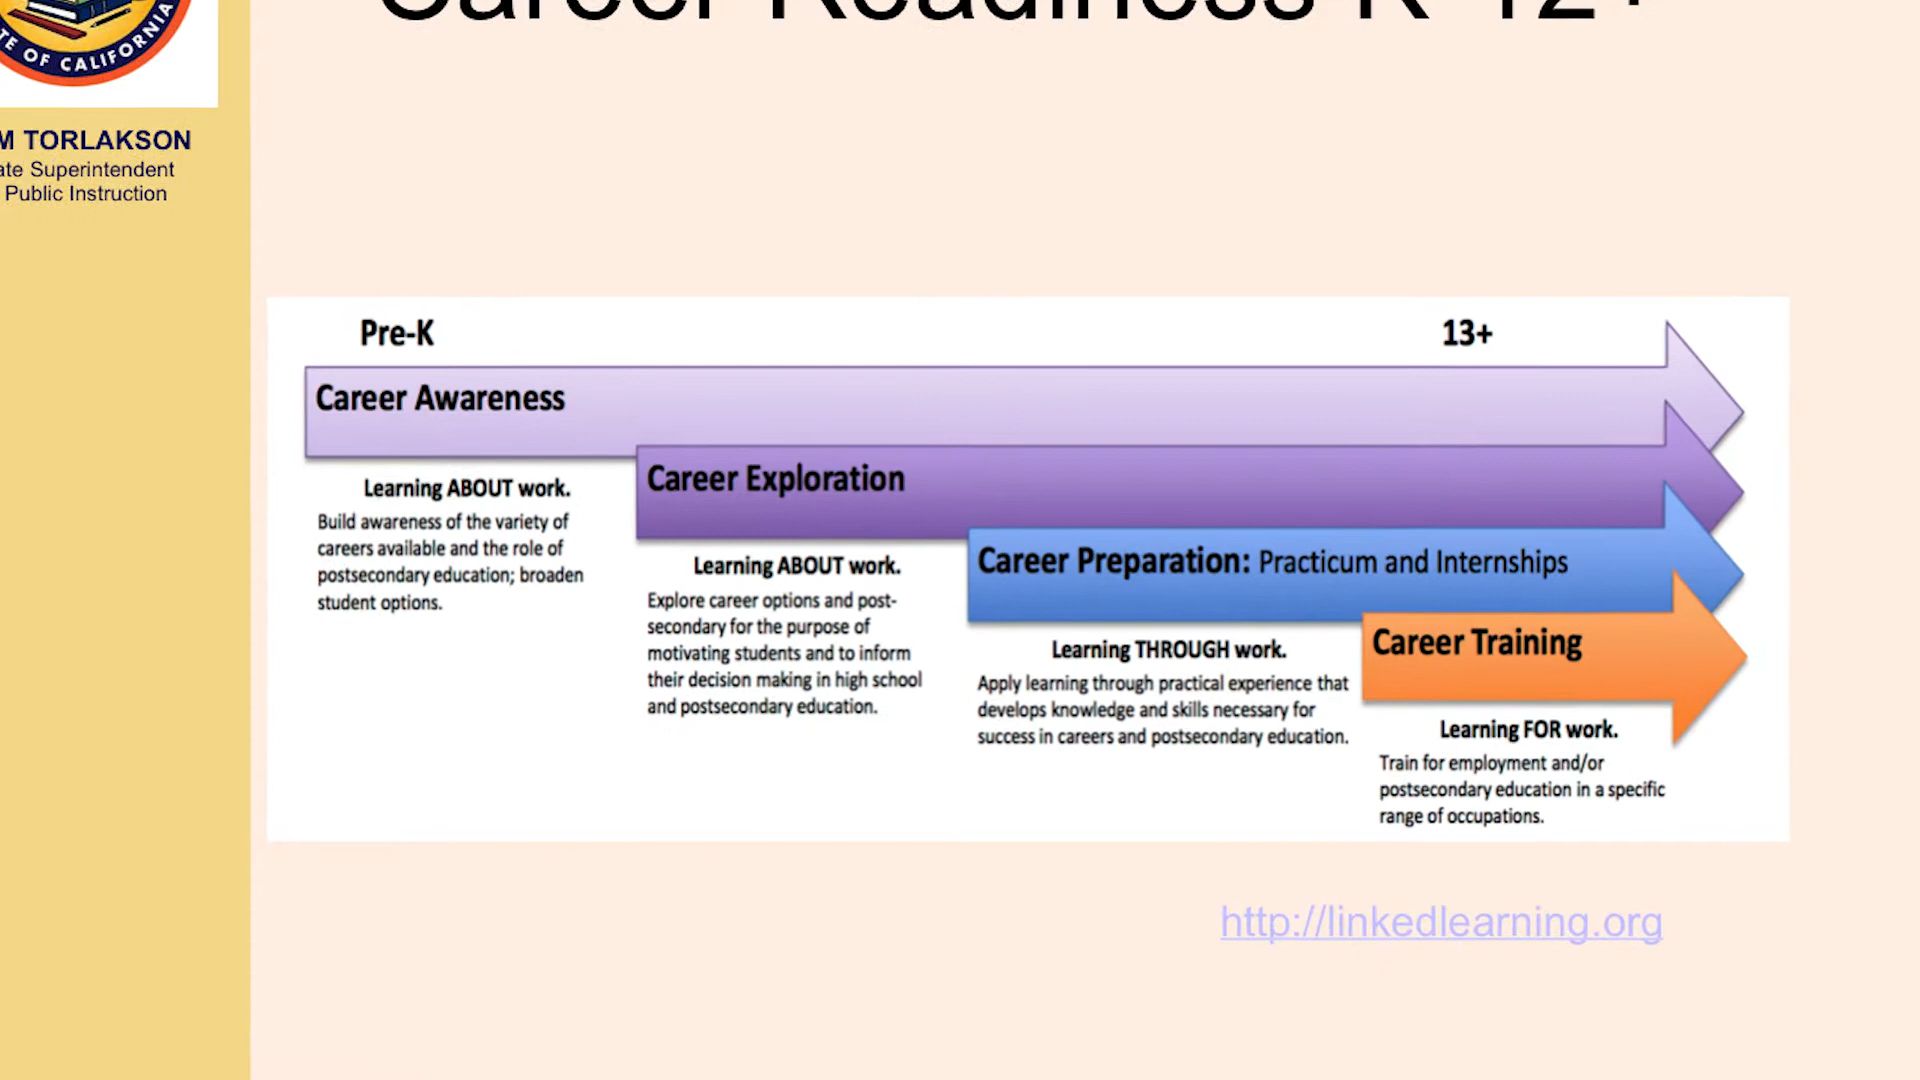 Career Readiness K-12+
TE OF CALIFORNIA
M TORLAKSON
ate Superintendent
Public Instruction
Pre-K
13+
Career Awareness
Learning ABOUT work.
Build awareness of the variety of
careers available and the role of
postsecondary education; broaden
student options.
Career Exploration
Learning ABOUT work.
Explore career options and post-
secondary for the purpose of
motivating students and to inform
their decision making in high school
and postsecondary education.
Career Preparation: Practicum and Internships
Learning THROUGH work.
Apply learning through practical experience that
develops knowledge and skills necessary for
success in careers and postsecondary education.
Career Training
Learning FOR work.
Train for employment and/or
postsecondary education in a specific
range of occupations.
http://linkedlearning.org